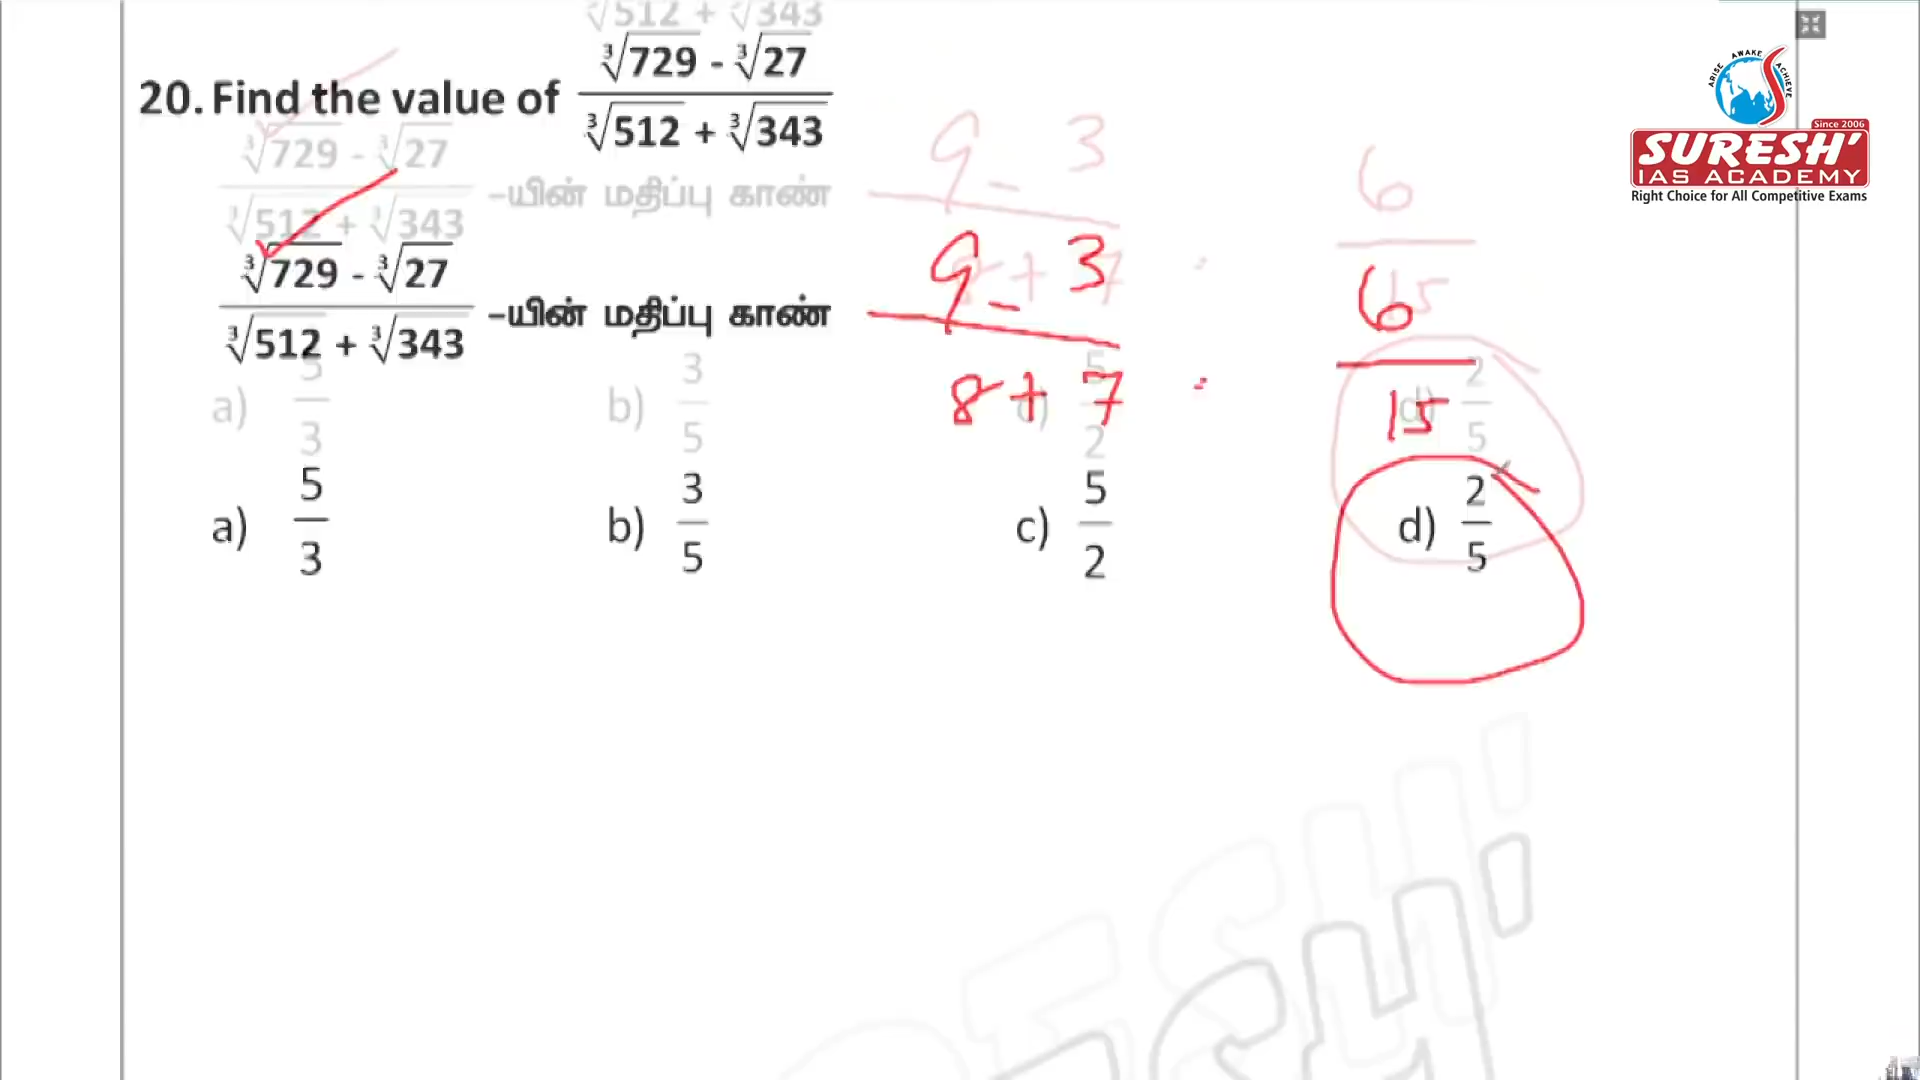 20. Find the value of (∛729 - ∛27) / (∛512 + ∛343)
(∛729 - ∛27) / (∛512 + ∛343) -யின் மதிப்பு காண்
9 - 3 / 8 + 7 = 6 / 15
a) 5/3 b) 3/5 c) 5/2 d) 2/5
ARISE AWAKE ACHIEVE
Since 2006
SURESH'
IAS ACADEMY
Right Choice for All Competitive Exams